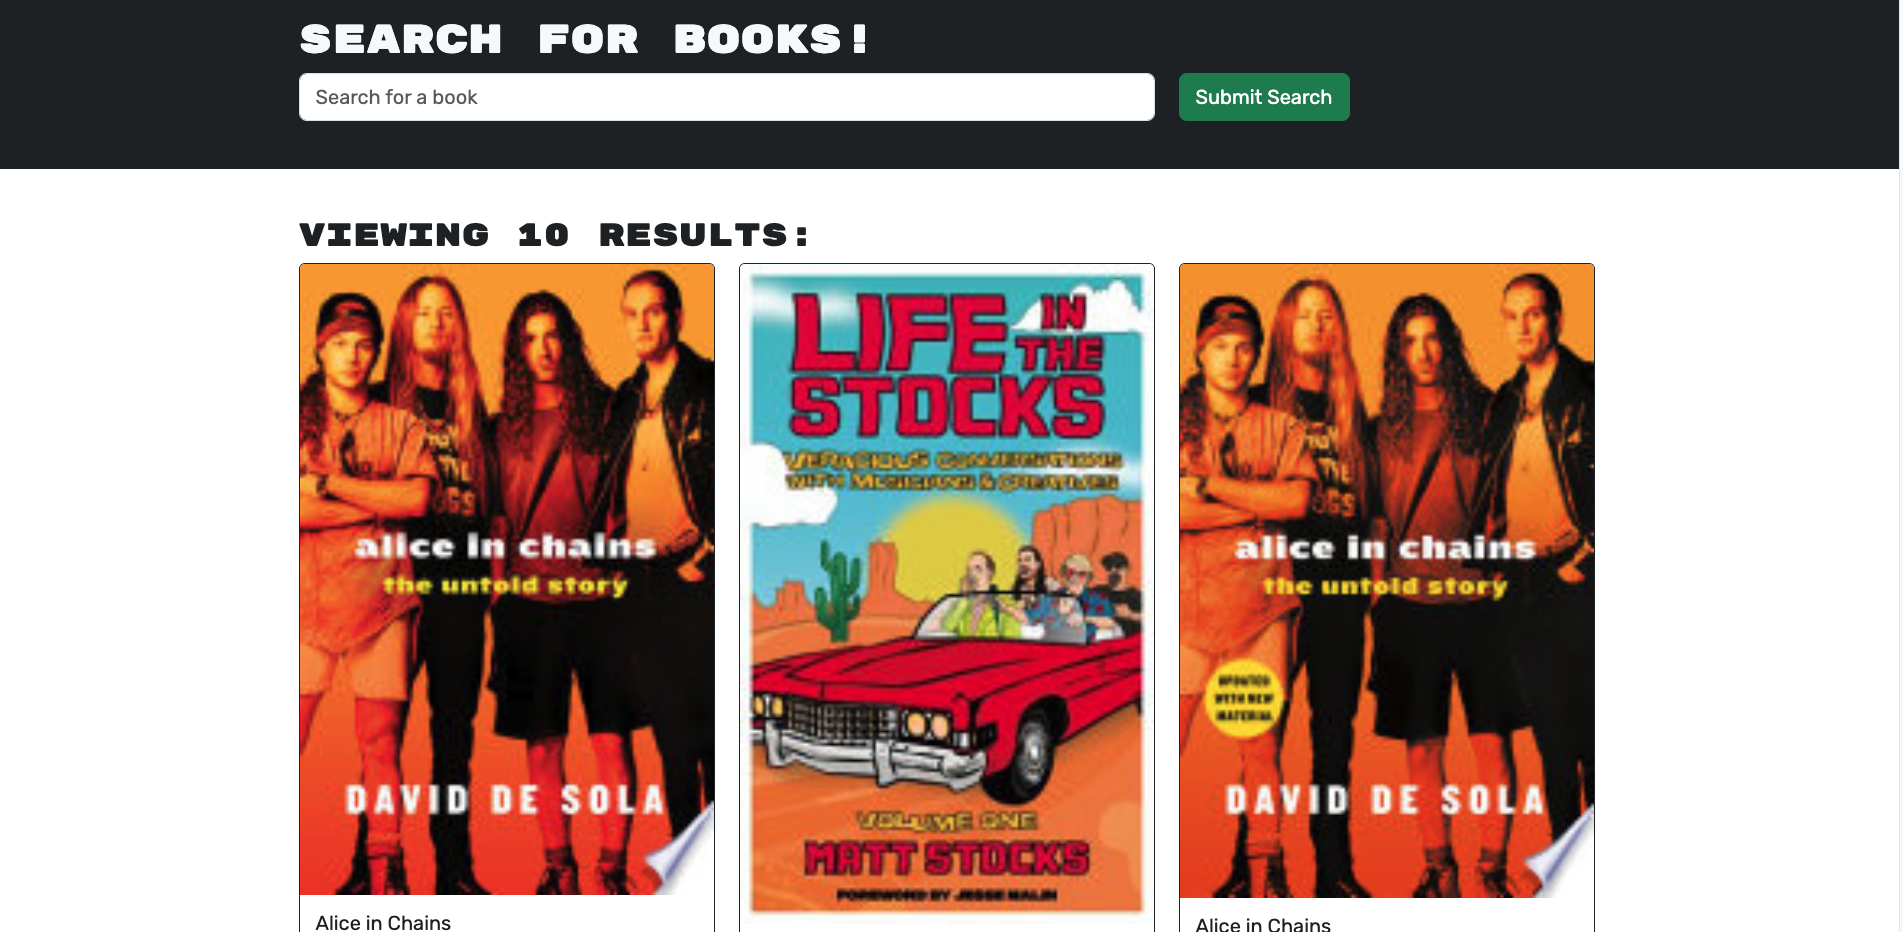 SEARCH FOR BOOKS!
Search for a book
Submit Search
VIEWING 10 RESULTS:
alice in chains
the untold story
DAVID DE SOLA
Alice in Chains
LIFE IN
THE
STOCKS
VERACIOUS CONVERSATIONS
WITH MUSICIANS & CREATIVES
VOLUME ONE
MATT STOCKS
FOREWORD BY JESSE MALIN
alice in chains
the untold story
UPDATED
WITH NEW
MATERIAL
DAVID DE SOLA
Alice in Chains